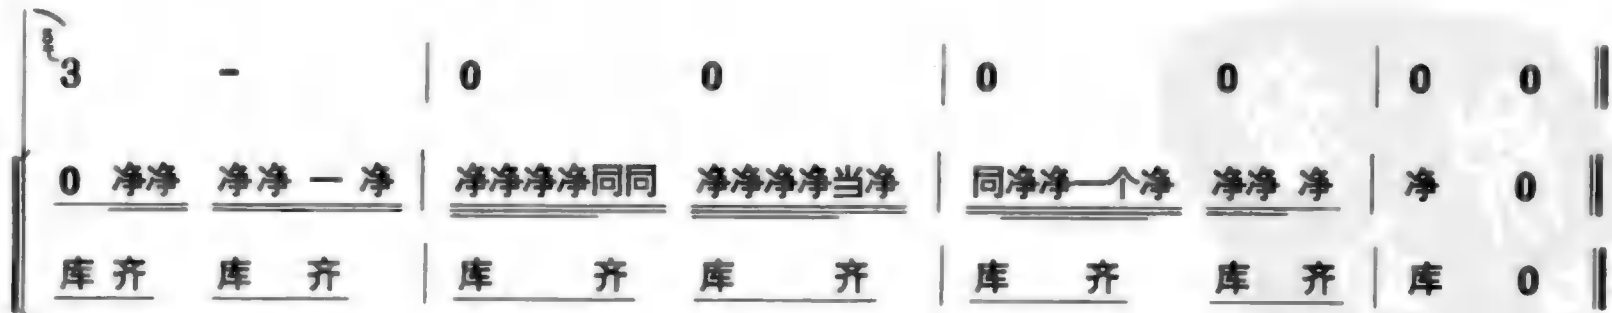 3 - | 0 0 | 0 0 | 0 0
0 净净 净净 一 净 | 净净净净同同 净净净净当净 | 同净净一个净 净净 净 | 净 0
库 齐 库 齐 | 库 齐 库 齐 | 库 齐 库 齐 | 库 0